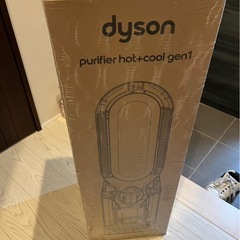 dyson
purifier hot+cool gen1